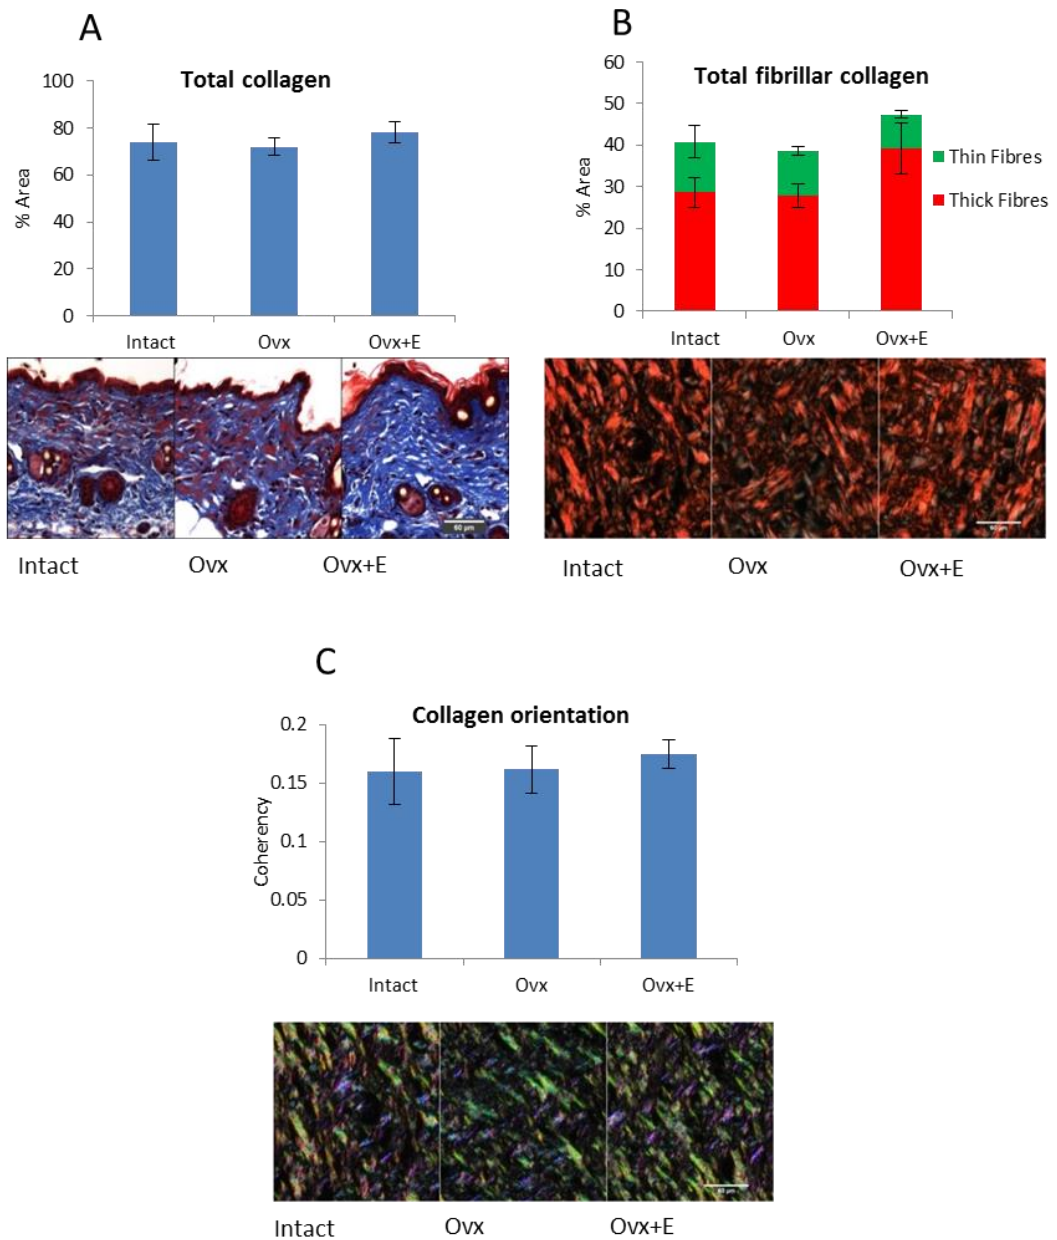 A
Total collagen
100
80
60
40
20
0
% Area
Intact Ovx Ovx+E
60 µm
Intact Ovx Ovx+E
B
Total fibrillar collagen
60
50
40
30
20
10
0
% Area
Thin Fibres
Thick Fibres
Intact Ovx Ovx+E
Intact Ovx Ovx+E
C
Collagen orientation
0.2
0.15
0.1
0.05
0
Coherency
Intact Ovx Ovx+E
Intact Ovx Ovx+E